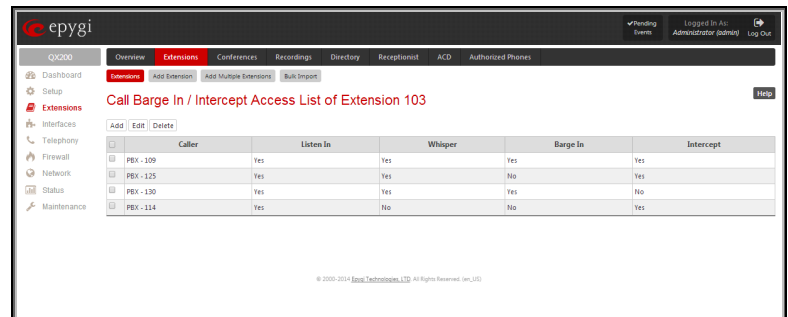 epygi
Pending Events
Logged In As: Administrator (admin)
Log Out
QX200
Overview Extensions Conferences Recordings Directory Receptionist ACD Authorized Phones
Dashboard
Setup
Extensions
Interfaces
Telephony
Firewall
Network
Status
Maintenance
Extensions Add Extension Add Multiple Extensions Bulk Import
Call Barge In / Intercept Access List of Extension 103
Help
Add Edit Delete
Caller Listen In Whisper Barge In Intercept
PBX - 109 Yes Yes Yes Yes
PBX - 125 Yes Yes No Yes
PBX - 130 Yes Yes Yes No
PBX - 114 Yes No No Yes
© 2000-2014 Epygi Technologies, LTD. All Rights Reserved. (en_US)